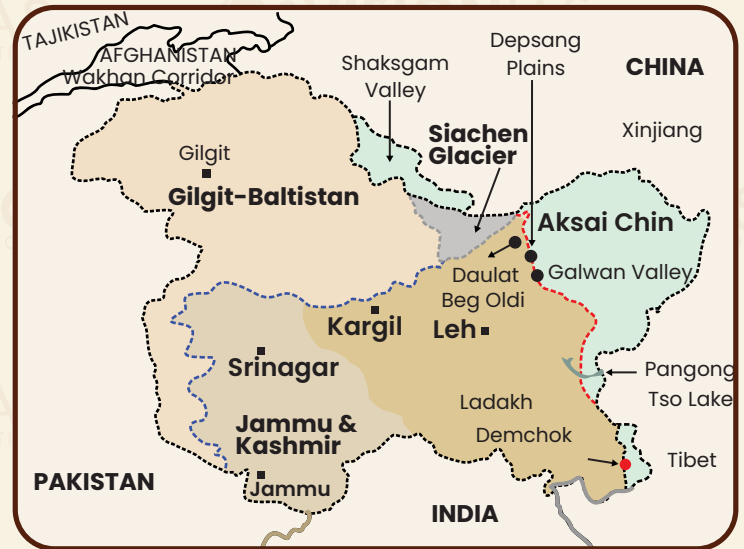 TAJIKISTAN
AFGHANISTAN
Wakhan Corridor
Shaksgam
Valley
Depsang
Plains
CHINA
Xinjiang
Siachen
Glacier
Gilgit
Gilgit-Baltistan
Aksai Chin
Daulat
Beg Oldi
Galwan Valley
Kargil
Leh
Srinagar
Pangong
Tso Lake
Ladakh
Jammu &
Kashmir
Demchok
Tibet
PAKISTAN
Jammu
INDIA